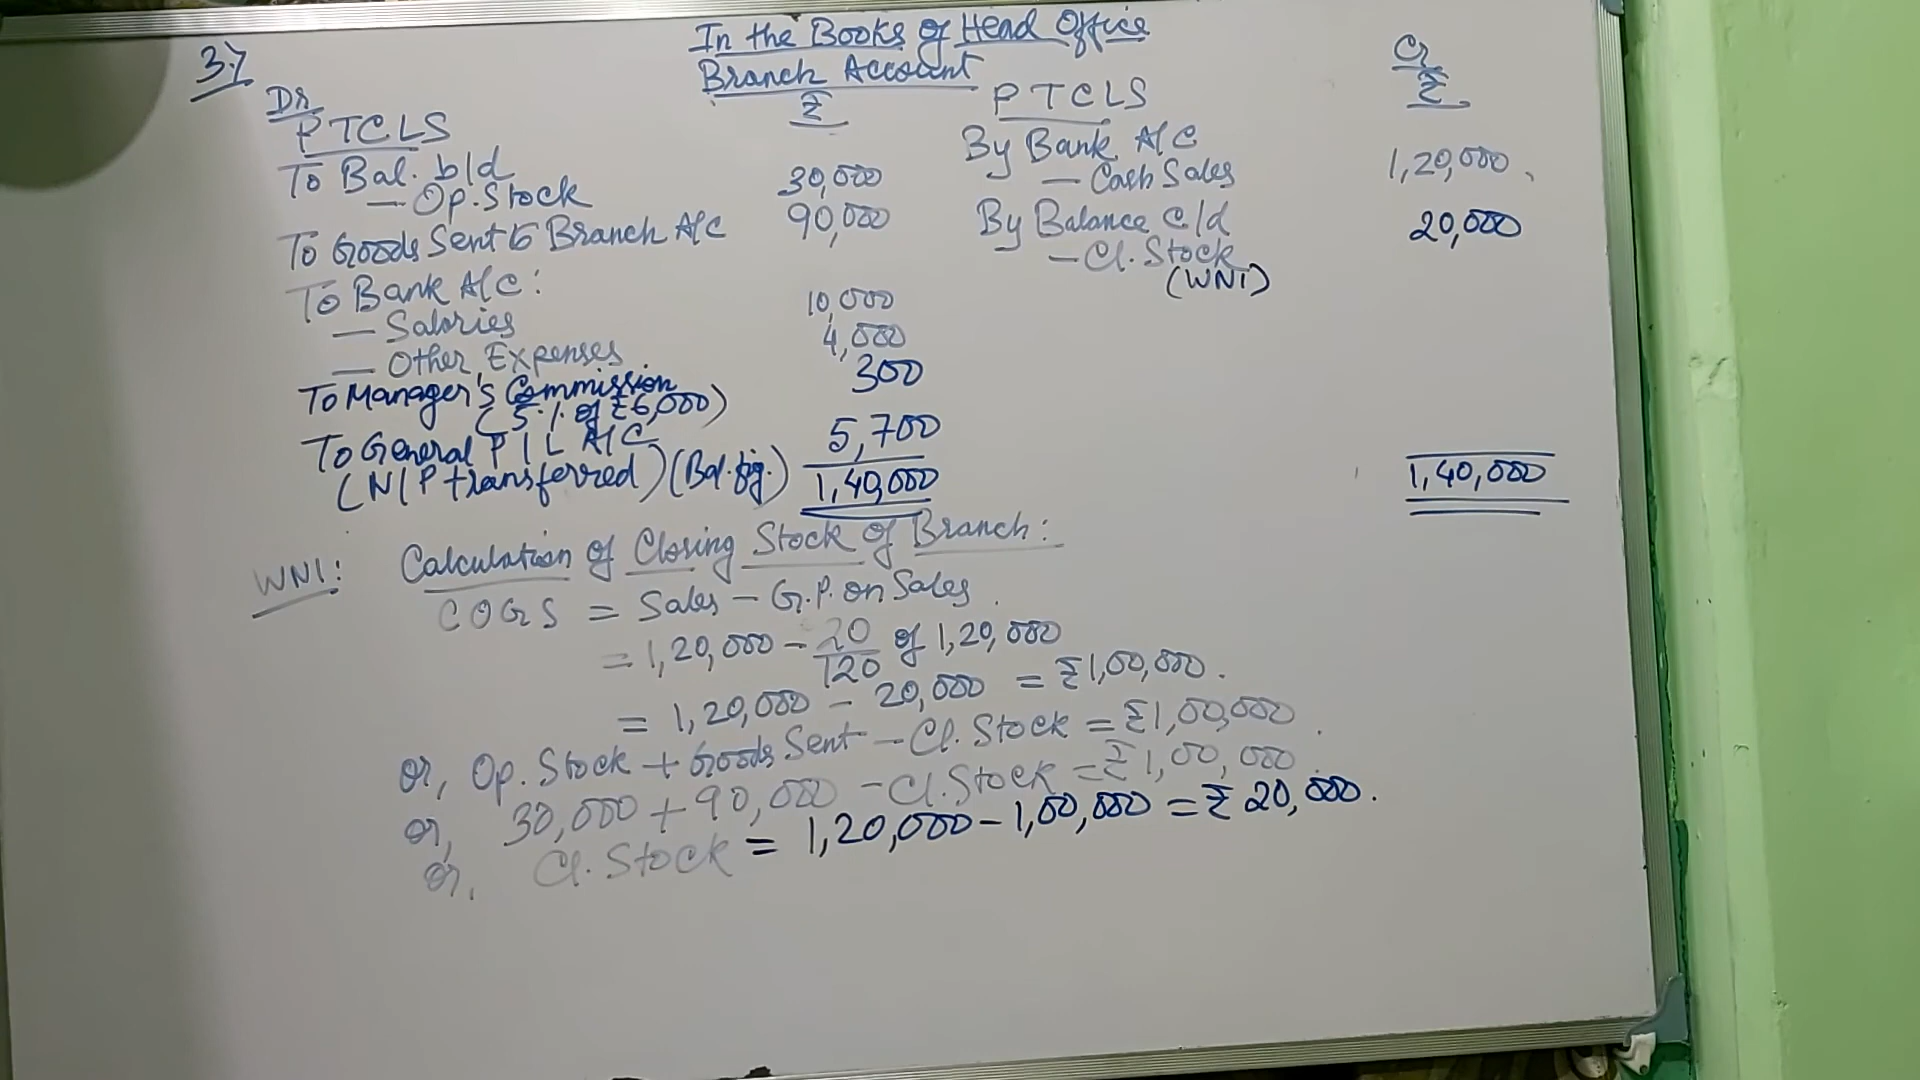 3.7
In the Books of Head Office
Branch Account
Dr
Cr
PTCLS ₹ PTCLS ₹
To Bal. b/d
— Op. Stock 30,000
To Goods Sent to Branch A/C 90,000
To Bank A/C:
— Salaries 10,000
— Other Expenses 4,000
To Manager's Commission 300
(5% of ₹6,000)
To General P/L A/C 5,700
(N/P transferred) (Bal. fig.) 1,40,000
By Bank A/C
— Cash Sales 1,20,000
By Balance c/d 20,000
— Cl. Stock
(WN1)
1,40,000
WN1: Calculation of Closing Stock of Branch:
COGS = Sales — G.P. on Sales
= 1,20,000 — 20/120 of 1,20,000
= 1,20,000 — 20,000 = ₹1,00,000.
or, Op. Stock + Goods Sent — Cl. Stock = ₹1,00,000.
or, 30,000 + 90,000 — Cl. Stock = ₹1,00,000.
or, Cl. Stock = 1,20,000 — 1,00,000 = ₹20,000.